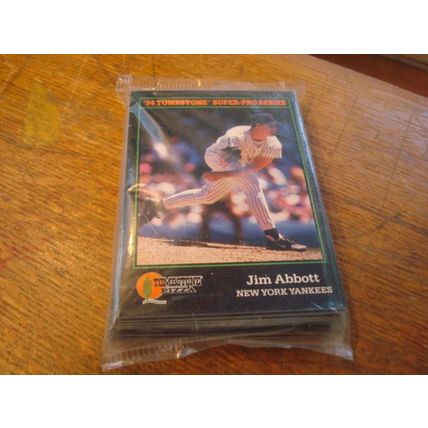 '94 TOMBSTONE® SUPER-PRO SERIES
Jim Abbott
TOMBSTONE
PIZZA
NEW YORK YANKEES